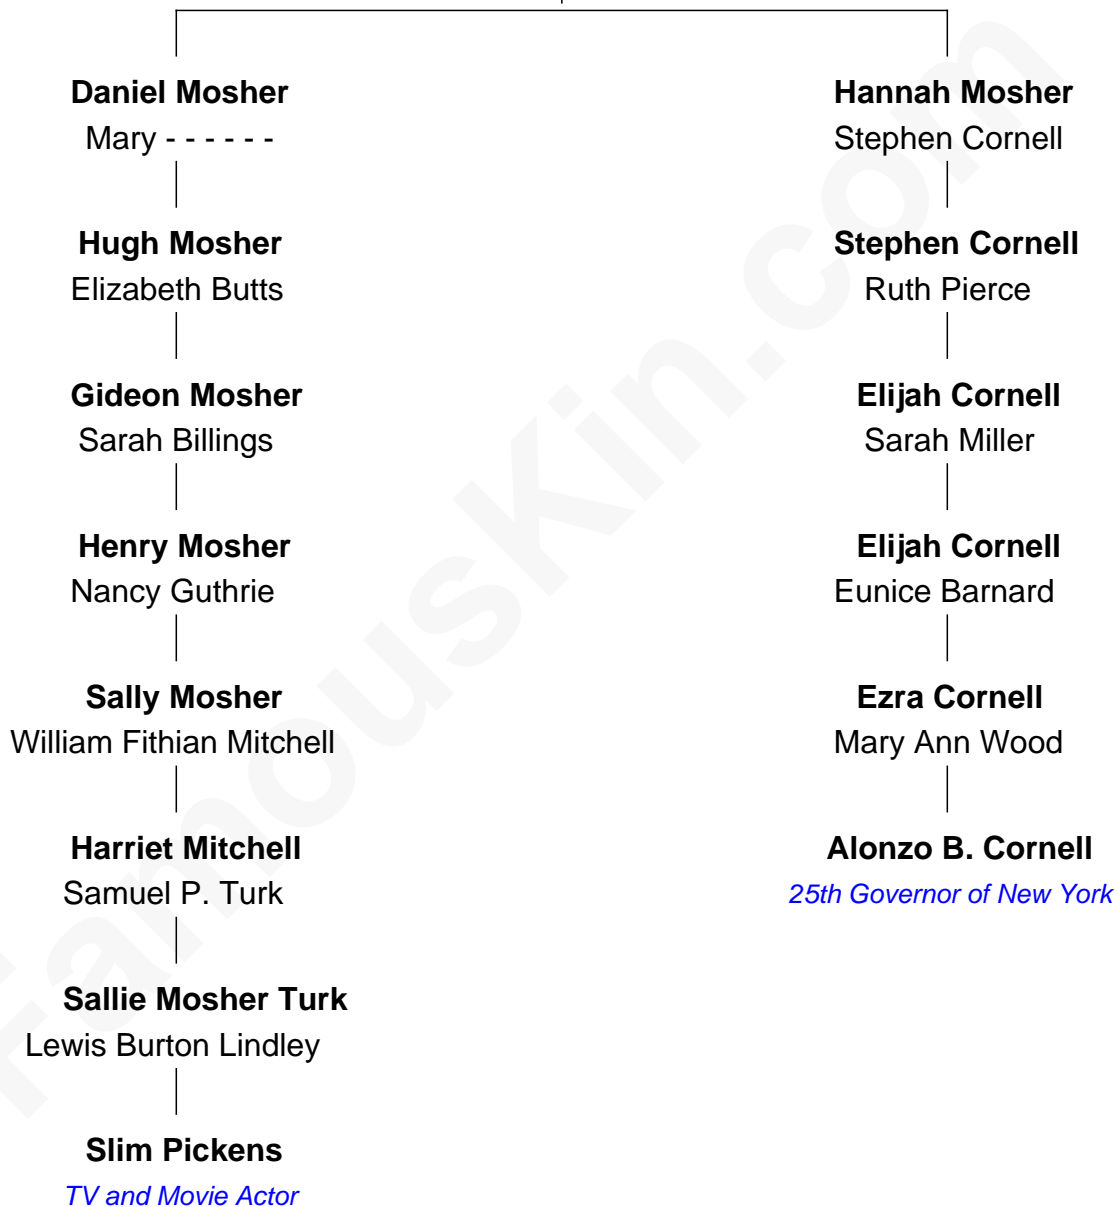 Daniel Mosher
Mary - - - - - -
Hugh Mosher
Elizabeth Butts
Gideon Mosher
Sarah Billings
Henry Mosher
Nancy Guthrie
Sally Mosher
William Fithian Mitchell
Harriet Mitchell
Samuel P. Turk
Sallie Mosher Turk
Lewis Burton Lindley
Slim Pickens
TV and Movie Actor
Hannah Mosher
Stephen Cornell
Stephen Cornell
Ruth Pierce
Elijah Cornell
Sarah Miller
Elijah Cornell
Eunice Barnard
Ezra Cornell
Mary Ann Wood
Alonzo B. Cornell
25th Governor of New York
FamousKin.com